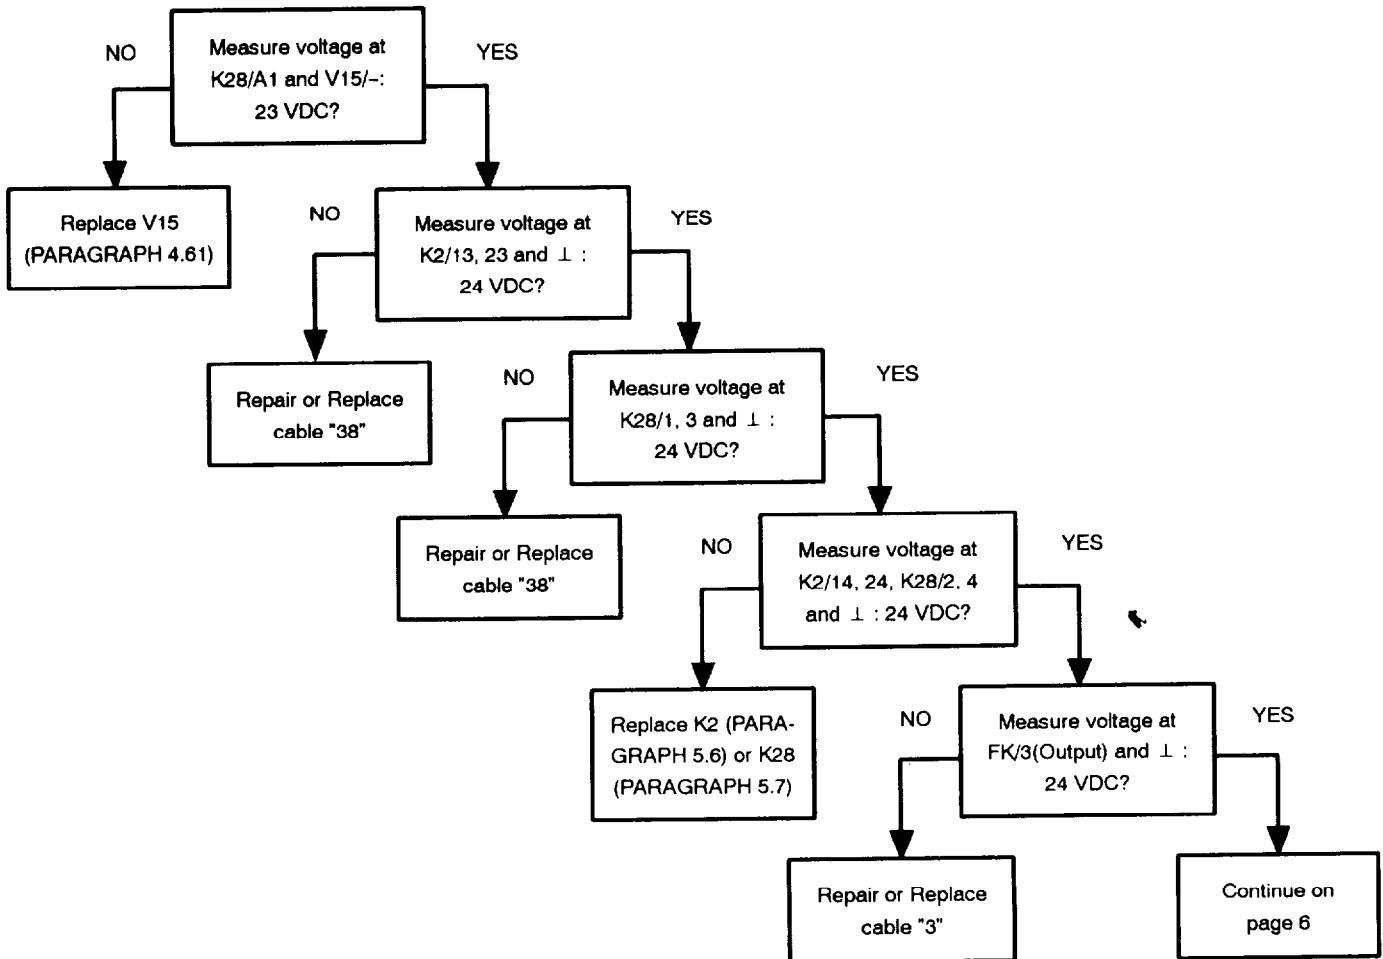 NO
Measure voltage at
K28/A1 and V15/–:
23 VDC?
YES
Replace V15
(PARAGRAPH 4.61)
NO
Measure voltage at
K2/13, 23 and ⊥ :
24 VDC?
YES
Repair or Replace
cable "38"
NO
Measure voltage at
K28/1, 3 and ⊥ :
24 VDC?
YES
Repair or Replace
cable "38"
NO
Measure voltage at
K2/14, 24, K28/2. 4
and ⊥ : 24 VDC?
YES
Replace K2 (PARA-
GRAPH 5.6) or K28
(PARAGRAPH 5.7)
NO
Measure voltage at
FK/3(Output) and ⊥ :
24 VDC?
YES
Repair or Replace
cable "3"
Continue on
page 6